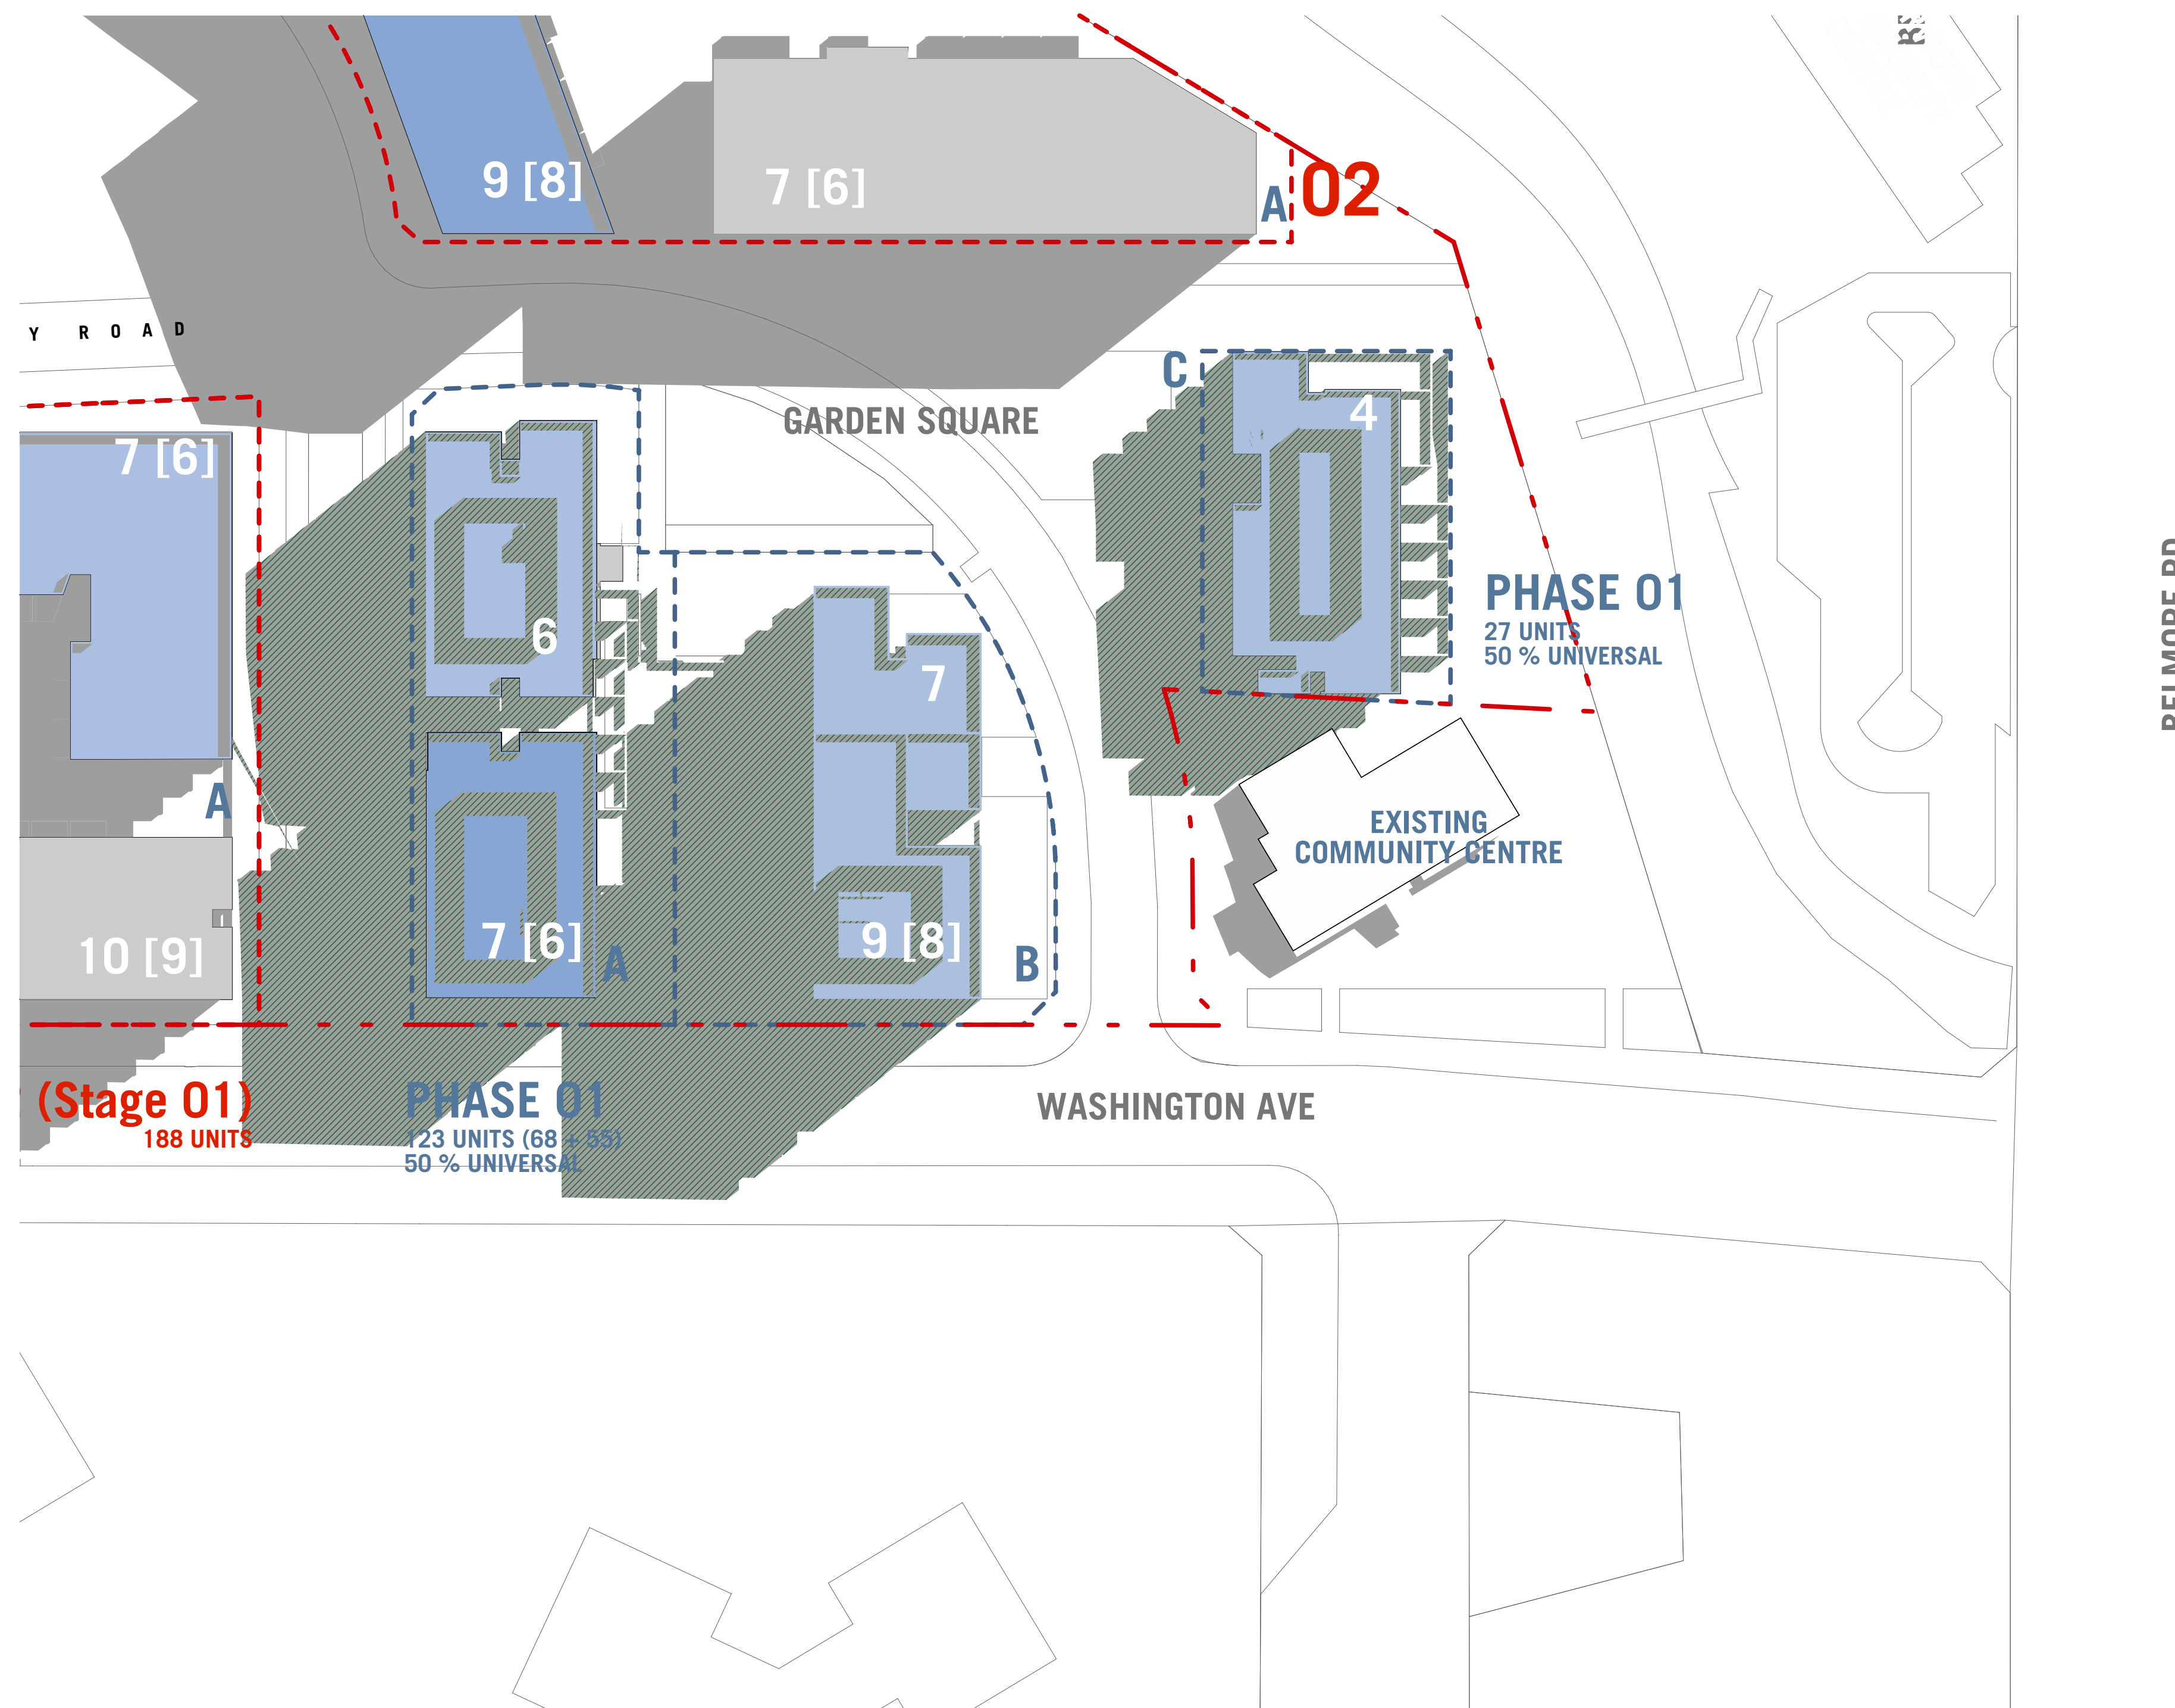 9 [8]
7 [6]
A
02
Y ROAD
C
4
GARDEN SQUARE
7 [6]
PHASE 01
27 UNITS
50 % UNIVERSAL
6
7
A
EXISTING
COMMUNITY CENTRE
10 [9]
7 [6]
A
9 [8]
B
(Stage 01)
188 UNITS
PHASE 01
123 UNITS (68 + 55)
50 % UNIVERSAL
WASHINGTON AVE
BELMORE RD